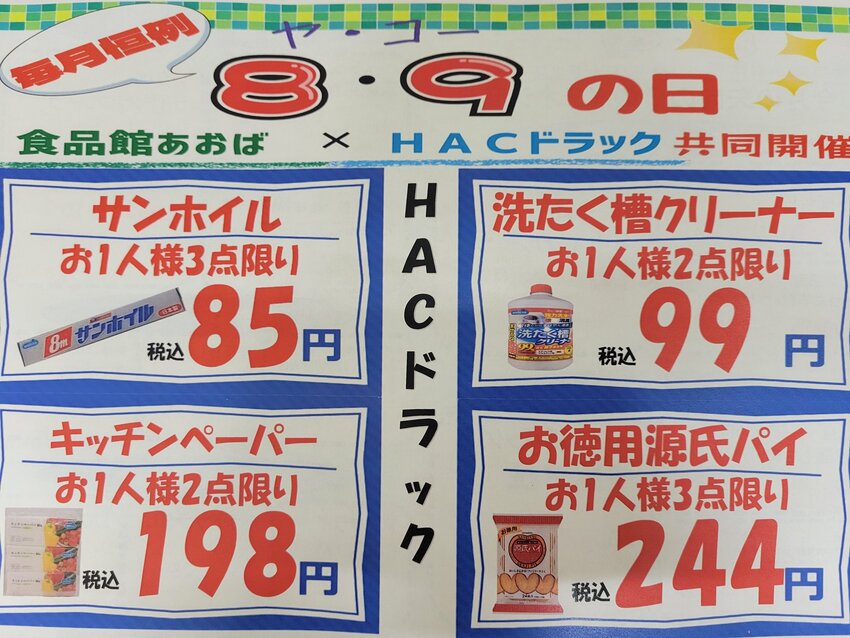 毎月恒例
ヤ・コー
8・9の日
食品館あおば × HACドラック 共同開催
HACドラック
サンホイル
お1人様3点限り
8m サンホイル 日本製
税込 85円
洗たく槽クリーナー
お1人様2点限り
洗たく槽
クリーナー
99
税込 99円
キッチンペーパー
お1人様2点限り
税込 198円
お徳用源氏パイ
お1人様3点限り
お徳用
源氏パイ
税込 244円